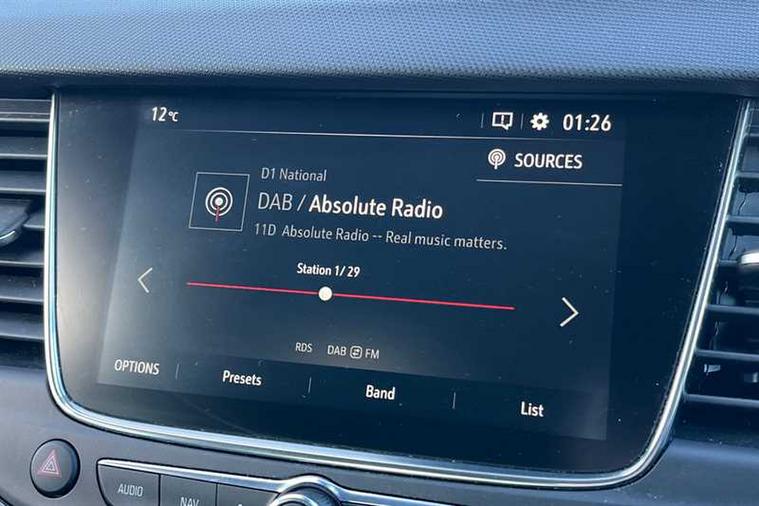 12°C 01:26
SOURCES
D1 National
DAB / Absolute Radio
11D Absolute Radio -- Real music matters.
Station 1/29
RDS DAB FM
OPTIONS Presets Band List
AUDIO NAV